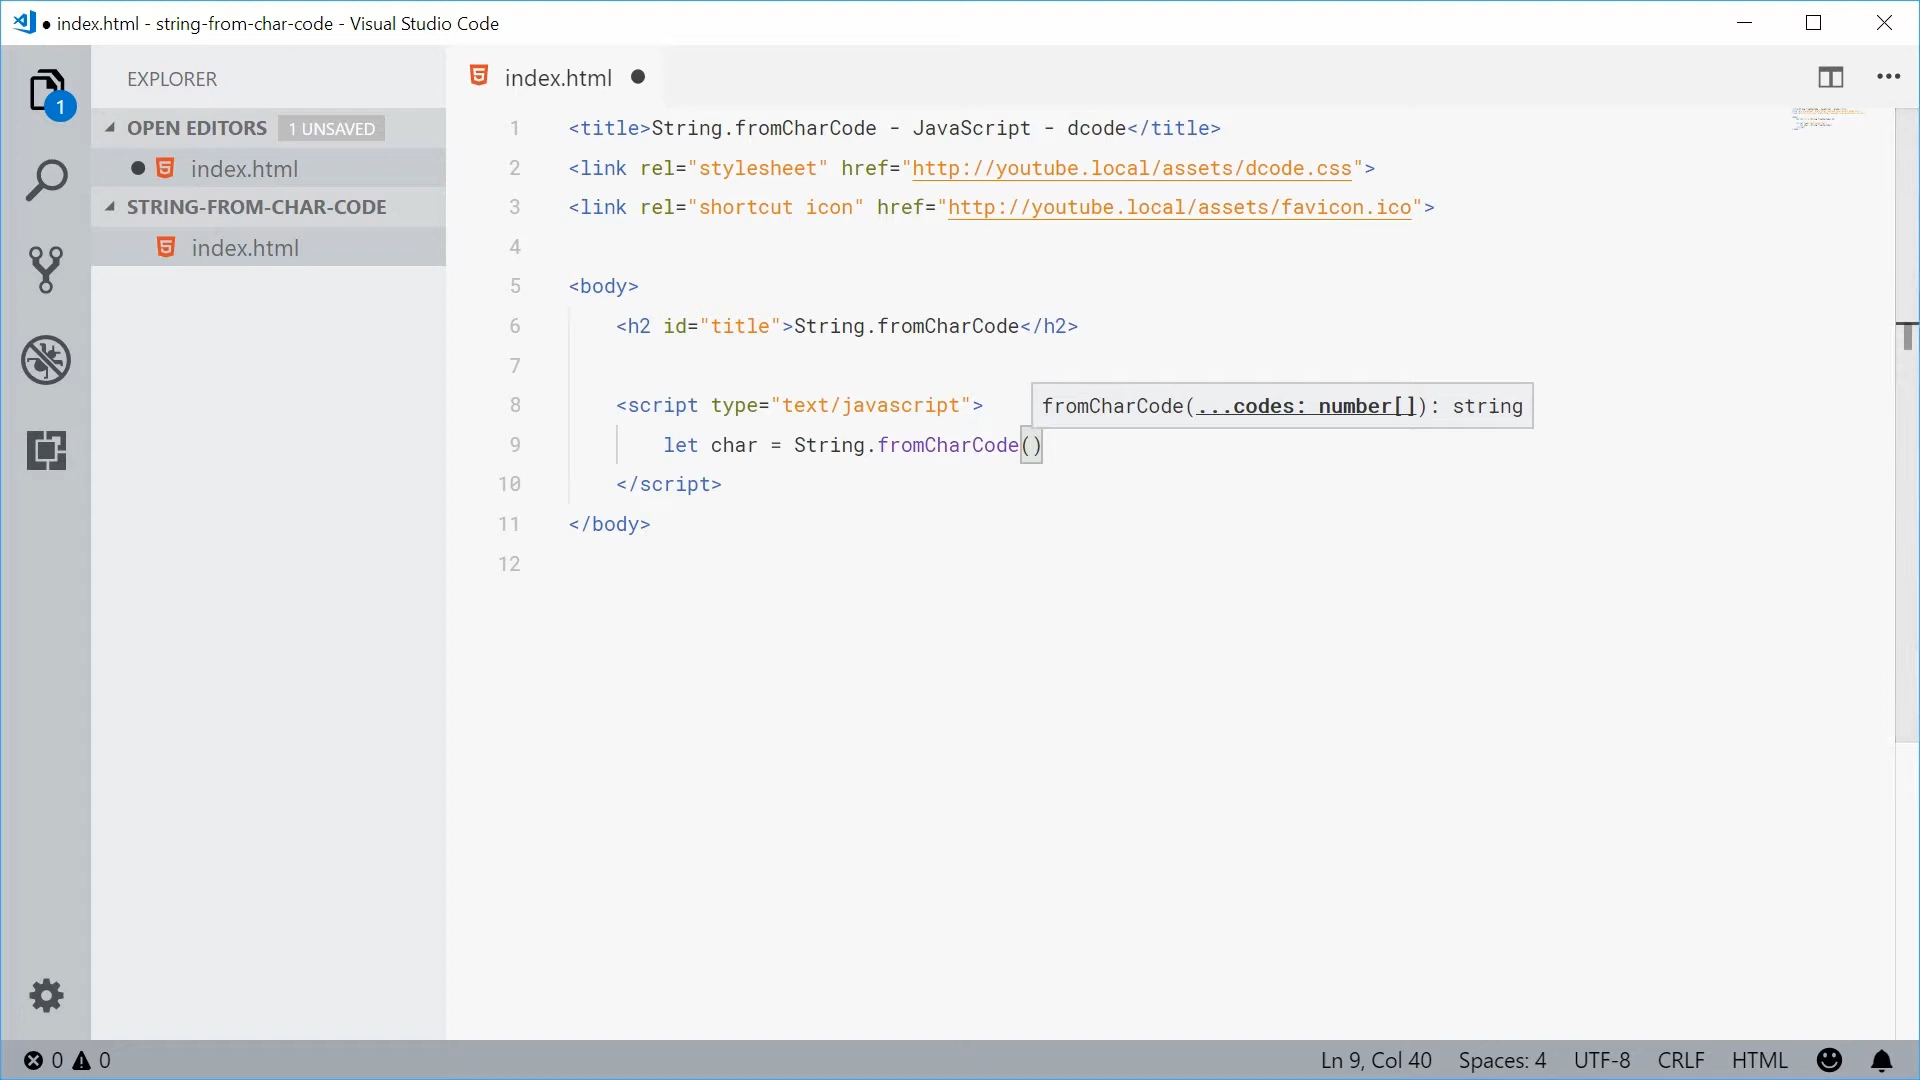 ● index.html - string-from-char-code - Visual Studio Code
1
EXPLORER
OPEN EDITORS 1 UNSAVED
● index.html
STRING-FROM-CHAR-CODE
index.html
index.html ●
1 <title>String.fromCharCode - JavaScript - dcode</title>
2 <link rel="stylesheet" href="http://youtube.local/assets/dcode.css">
3 <link rel="shortcut icon" href="http://youtube.local/assets/favicon.ico">
4
5 <body>
6 <h2 id="title">String.fromCharCode</h2>
7
8 <script type="text/javascript">
fromCharCode(...codes: number[]): string
9 let char = String.fromCharCode()
10 </script>
11 </body>
12
0 0
Ln 9, Col 40 Spaces: 4 UTF-8 CRLF HTML